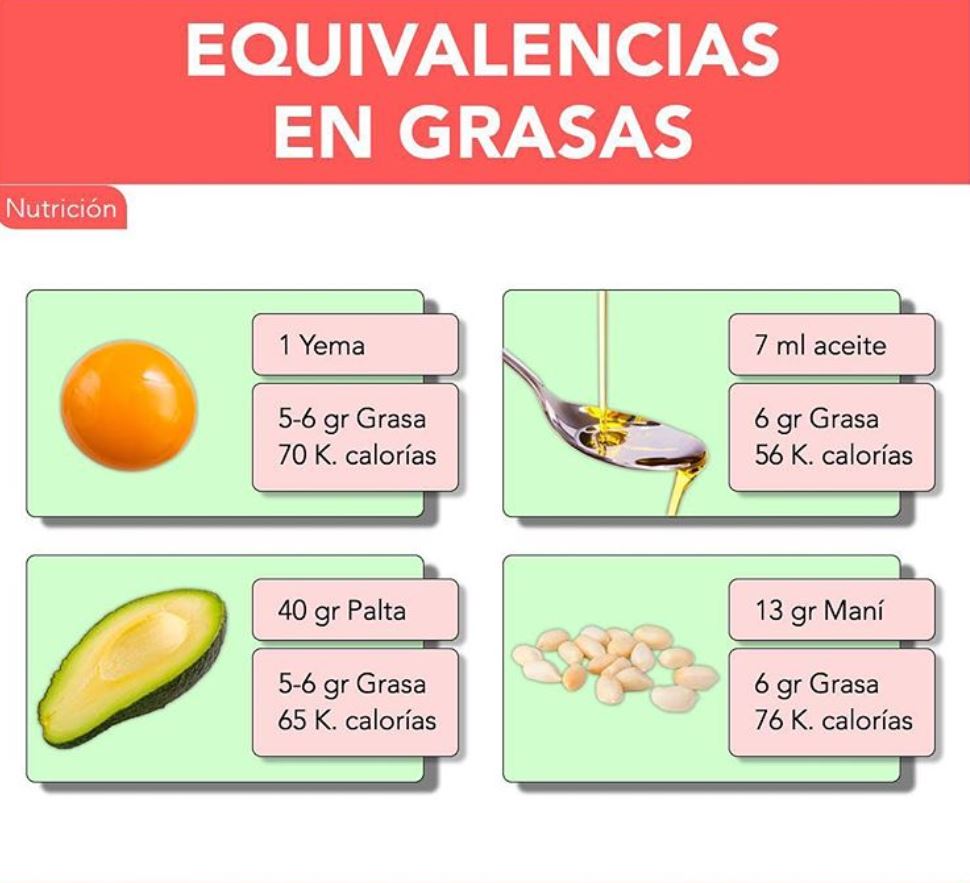 EQUIVALENCIAS
EN GRASAS
Nutrición
1 Yema
5-6 gr Grasa
70 K. calorías
7 ml aceite
6 gr Grasa
56 K. calorías
40 gr Palta
5-6 gr Grasa
65 K. calorías
13 gr Maní
6 gr Grasa
76 K. calorías